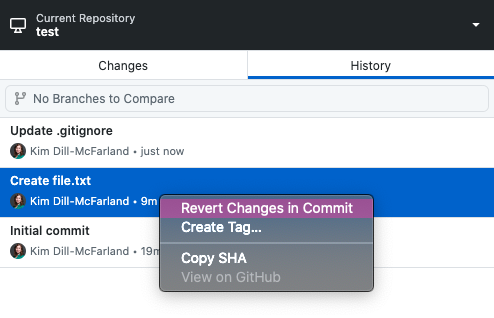 Current Repository
test
Changes
History
No Branches to Compare
Update .gitignore
Kim Dill-McFarland • just now
Create file.txt
Kim Dill-McFarland • 9m
Revert Changes in Commit
Create Tag...
Initial commit
Kim Dill-McFarland • 19m
Copy SHA
View on GitHub